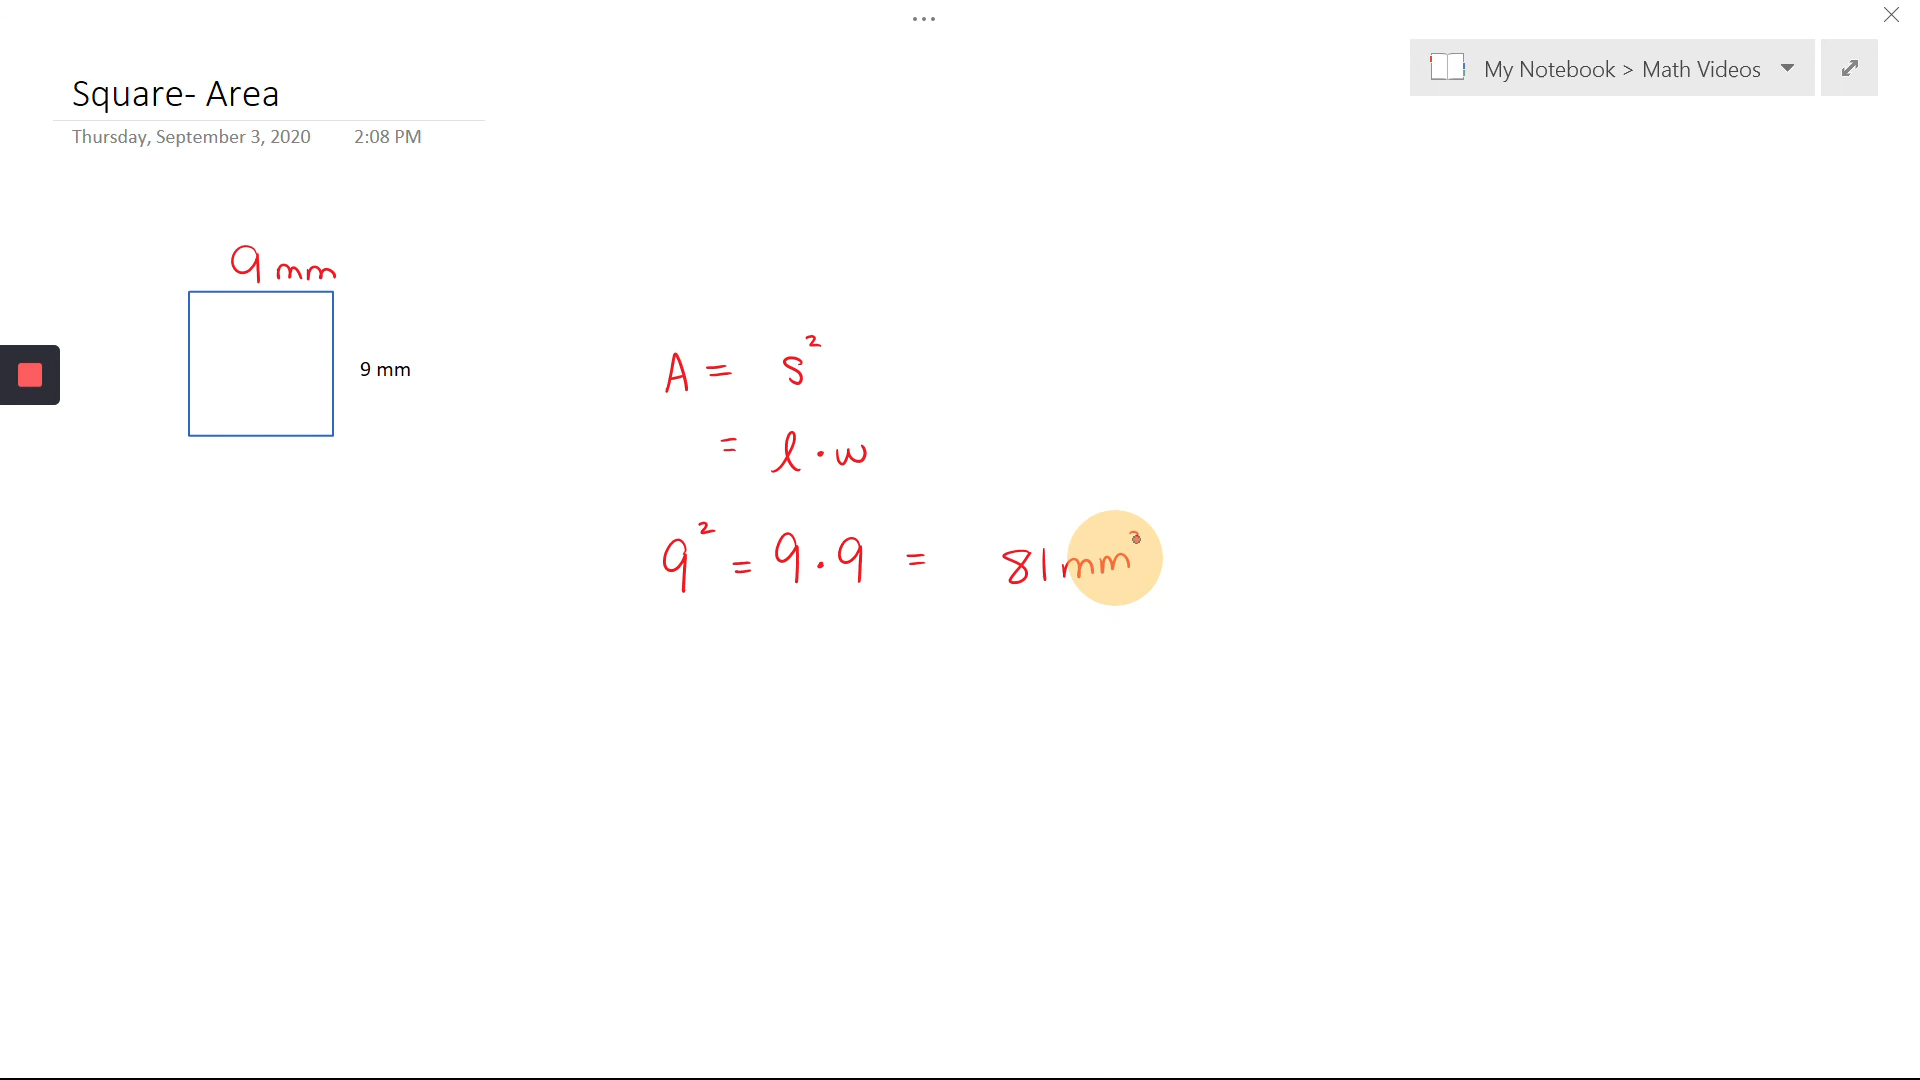 My Notebook > Math Videos
Square- Area
Thursday, September 3, 2020 2:08 PM
9 mm
9 mm
A = s²
= l · w
9² = 9 · 9 = 81 mm²